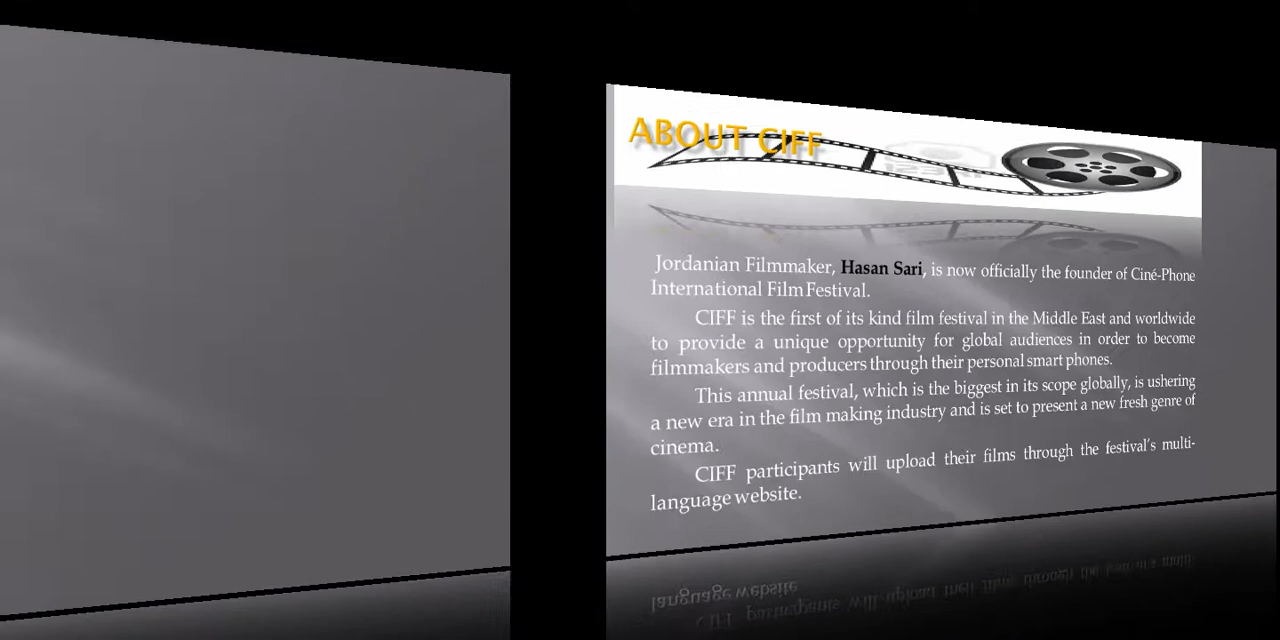 ABOUT CIFF
Jordanian Filmmaker, Hasan Sari, is now officially the founder of Ciné-Phone
International Film Festival.
CIFF is the first of its kind film festival in the Middle East and worldwide
to provide a unique opportunity for global audiences in order to become
filmmakers and producers through their personal smart phones.
This annual festival, which is the biggest in its scope globally, is ushering
a new era in the film making industry and is set to present a new fresh genre of
cinema.
CIFF participants will upload their films through the festival's multi-
language website.